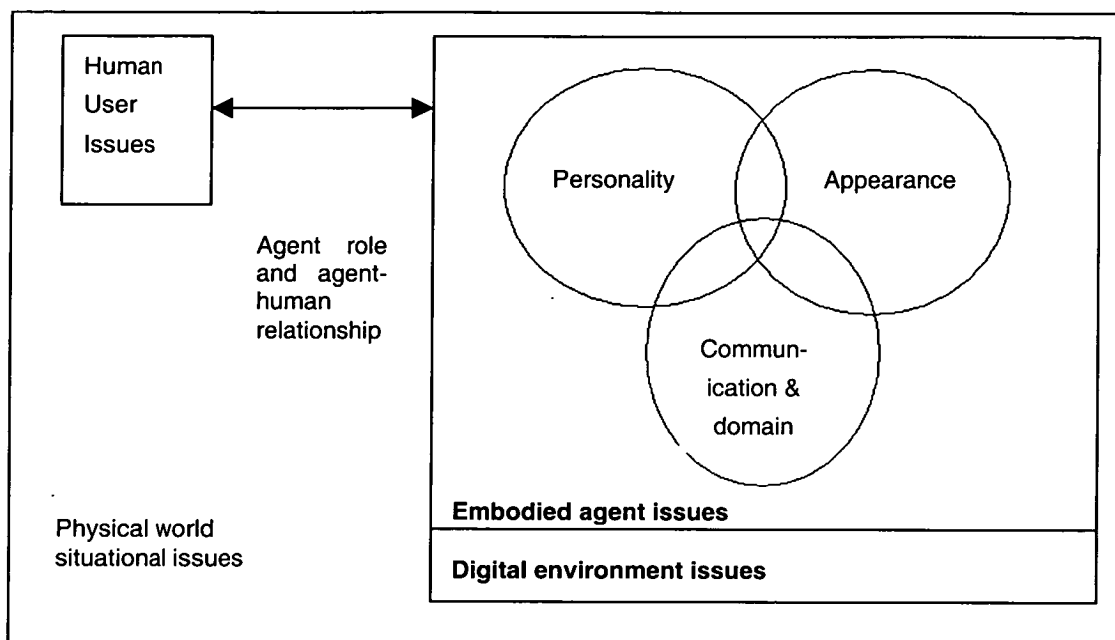 Human
User
Issues
Personality
Appearance
Agent role
and agent-
human
relationship
Commun-
ication &
domain
Embodied agent issues
Physical world
situational issues
Digital environment issues